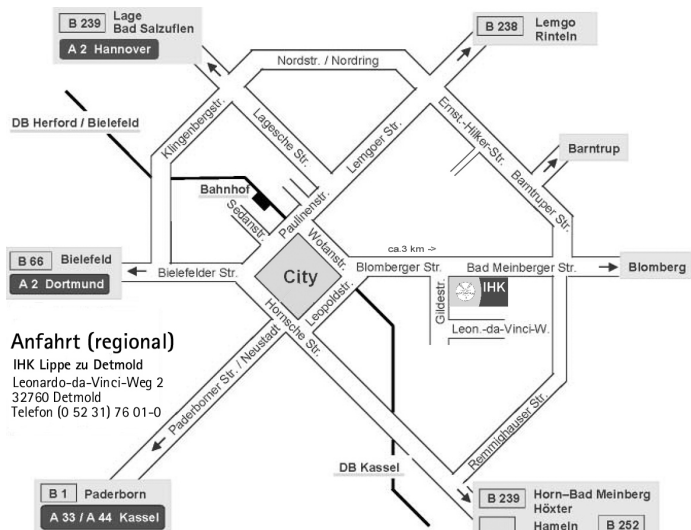 B 239 Lage
Bad Salzuflen
A 2 Hannover
B 238 Lemgo
Rinteln
Nordstr. / Nordring
DB Herford / Bielefeld
Klingenbergstr.
Lagesche Str.
Lemgoer Str.
Ernst.-Hilker-Str.
Barntrup
Barntruper Str.
Bahnhof
Sedanstr.
Paulinenstr.
Wotanstr.
ca.3 km ->
B 66 Bielefeld
A 2 Dortmund
Bielefelder Str.
City
Blomberger Str.
Bad Meinberger Str.
Blomberg
Gildestr.
IHK
Leon.-da-Vinci-W.
Leopoldstr.
Hornsche Str.
Anfahrt (regional)
IHK Lippe zu Detmold
Leonardo-da-Vinci-Weg 2
32760 Detmold
Telefon (0 52 31) 76 01-0
Paderborner Str. / Neustadt
Remmighauser Str.
DB Kassel
B 1 Paderborn
A 33 / A 44 Kassel
B 239 Horn–Bad Meinberg
Höxter
Hameln B 252